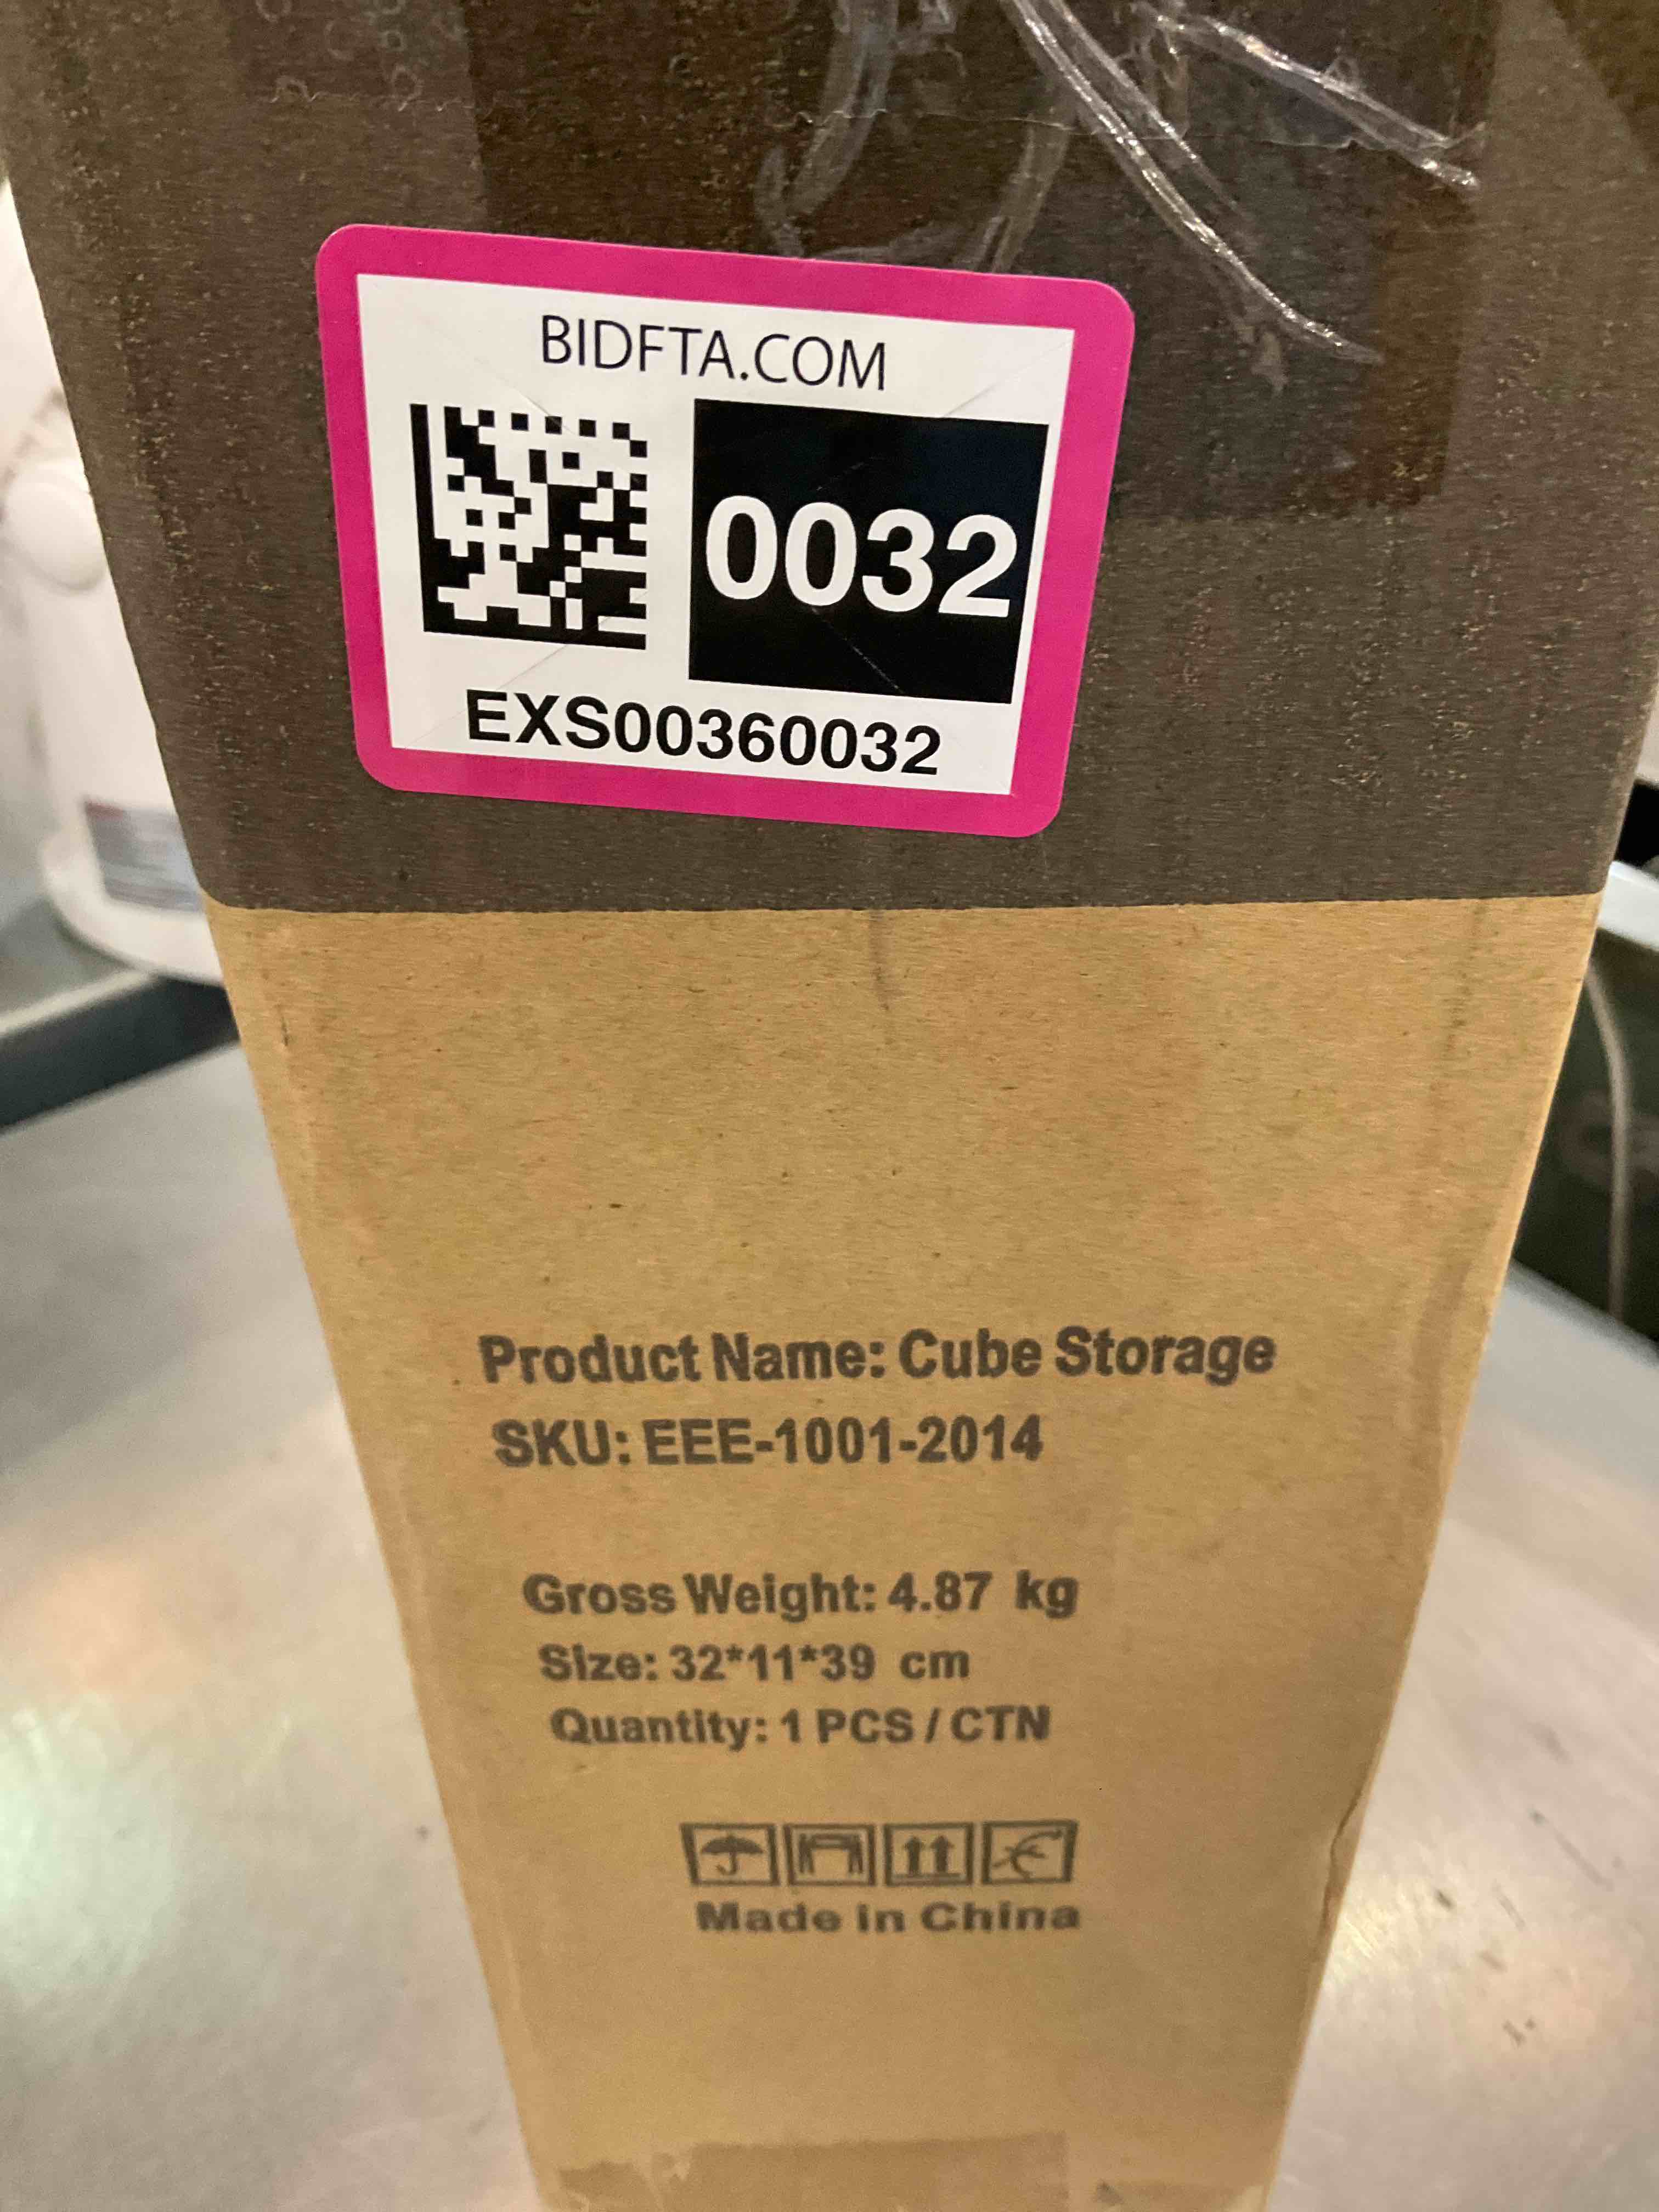 BIDFTA.COM
0032
EXS00360032
Product Name: Cube Storage
SKU: EEE-1001-2014
Gross Weight: 4.87 kg
Size: 32*11*39 cm
Quantity: 1 PCS / CTN
Made in China